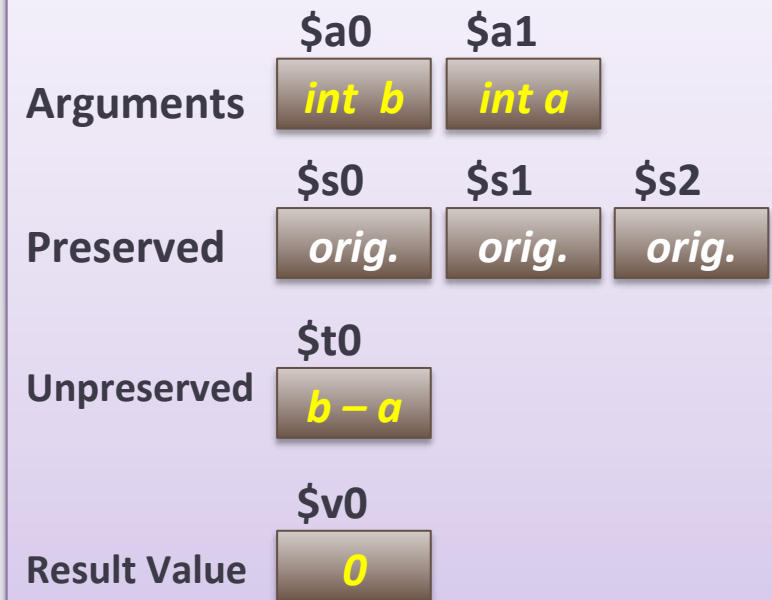 $a0 $a1
Arguments int b int a
$s0 $s1 $s2
Preserved orig. orig. orig.
$t0
Unpreserved b – a
$v0
Result Value 0